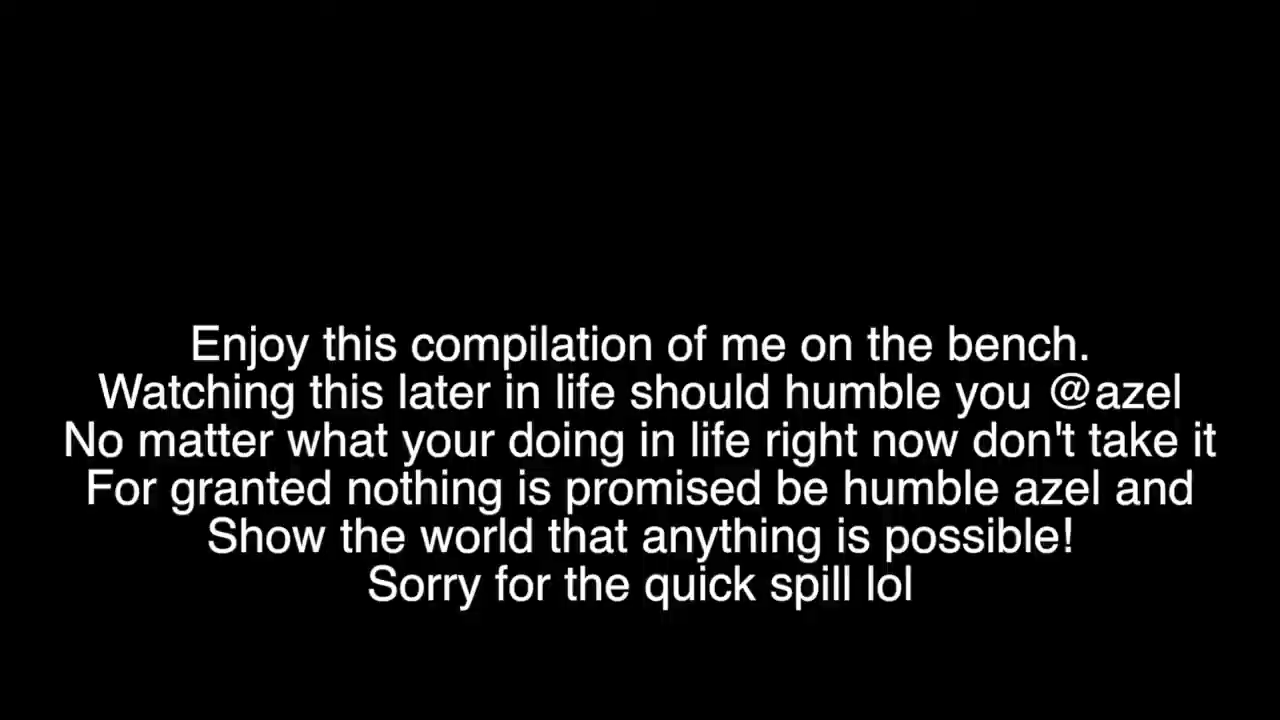 Enjoy this compilation of me on the bench.
Watching this later in life should humble you @azel
No matter what your doing in life right now don't take it
For granted nothing is promised be humble azel and
Show the world that anything is possible!
Sorry for the quick spill lol